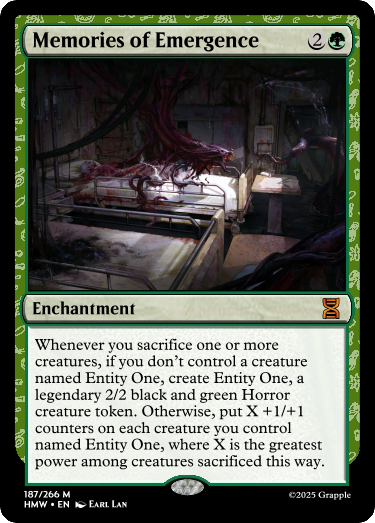 Memories of Emergence 2
Enchantment
Whenever you sacrifice one or more
creatures, if you don't control a creature
named Entity One, create Entity One, a
legendary 2/2 black and green Horror
creature token. Otherwise, put X +1/+1
counters on each creature you control
named Entity One, where X is the greatest
power among creatures sacrificed this way.
187/266 M
HMW • EN Earl Lan
©2025 Grapple